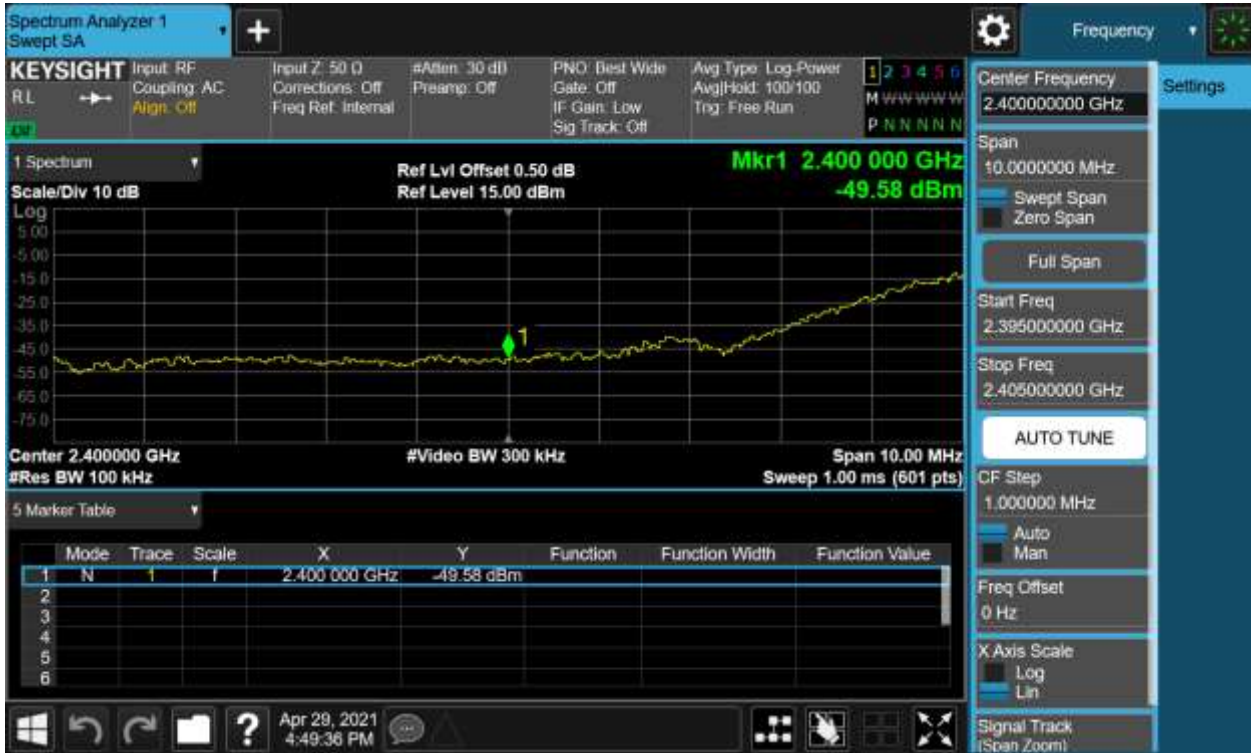 Spectrum Analyzer 1
Swept SA
+
Frequency
KEYSIGHT
RL
Input: RF
Coupling: AC
Align: Off
Input Z: 50 Ω
Corrections: Off
Freq Ref: Internal
#Atten: 30 dB
Preamp: Off
PNO: Best Wide
Gate: Off
IF Gain: Low
Sig Track: Off
Avg Type: Log-Power
Avg|Hold: 100/100
Trig: Free Run
1 2 3 4 5 6
M W W W W W
P N N N N N
Center Frequency
2.400000000 GHz
Settings
Span
10.0000000 MHz
Swept Span
Zero Span
Full Span
Start Freq
2.395000000 GHz
Stop Freq
2.405000000 GHz
AUTO TUNE
CF Step
1.000000 MHz
Auto
Man
Freq Offset
0 Hz
X Axis Scale
Log
Lin
Signal Track
(Span Zoom)
1 Spectrum
Scale/Div 10 dB
Ref Lvl Offset 0.50 dB
Ref Level 15.00 dBm
Mkr1 2.400 000 GHz
-49.58 dBm
Log
5.00
-5.00
-15.0
-25.0
-35.0
-45.0
-55.0
-65.0
-75.0
1
Center 2.400000 GHz
#Res BW 100 kHz
#Video BW 300 kHz
Span 10.00 MHz
Sweep 1.00 ms (601 pts)
5 Marker Table
Mode Trace Scale X Y Function Function Width Function Value
1 N 1 f 2.400 000 GHz -49.58 dBm
2
3
4
5
6
?
Apr 29, 2021
4:49:36 PM